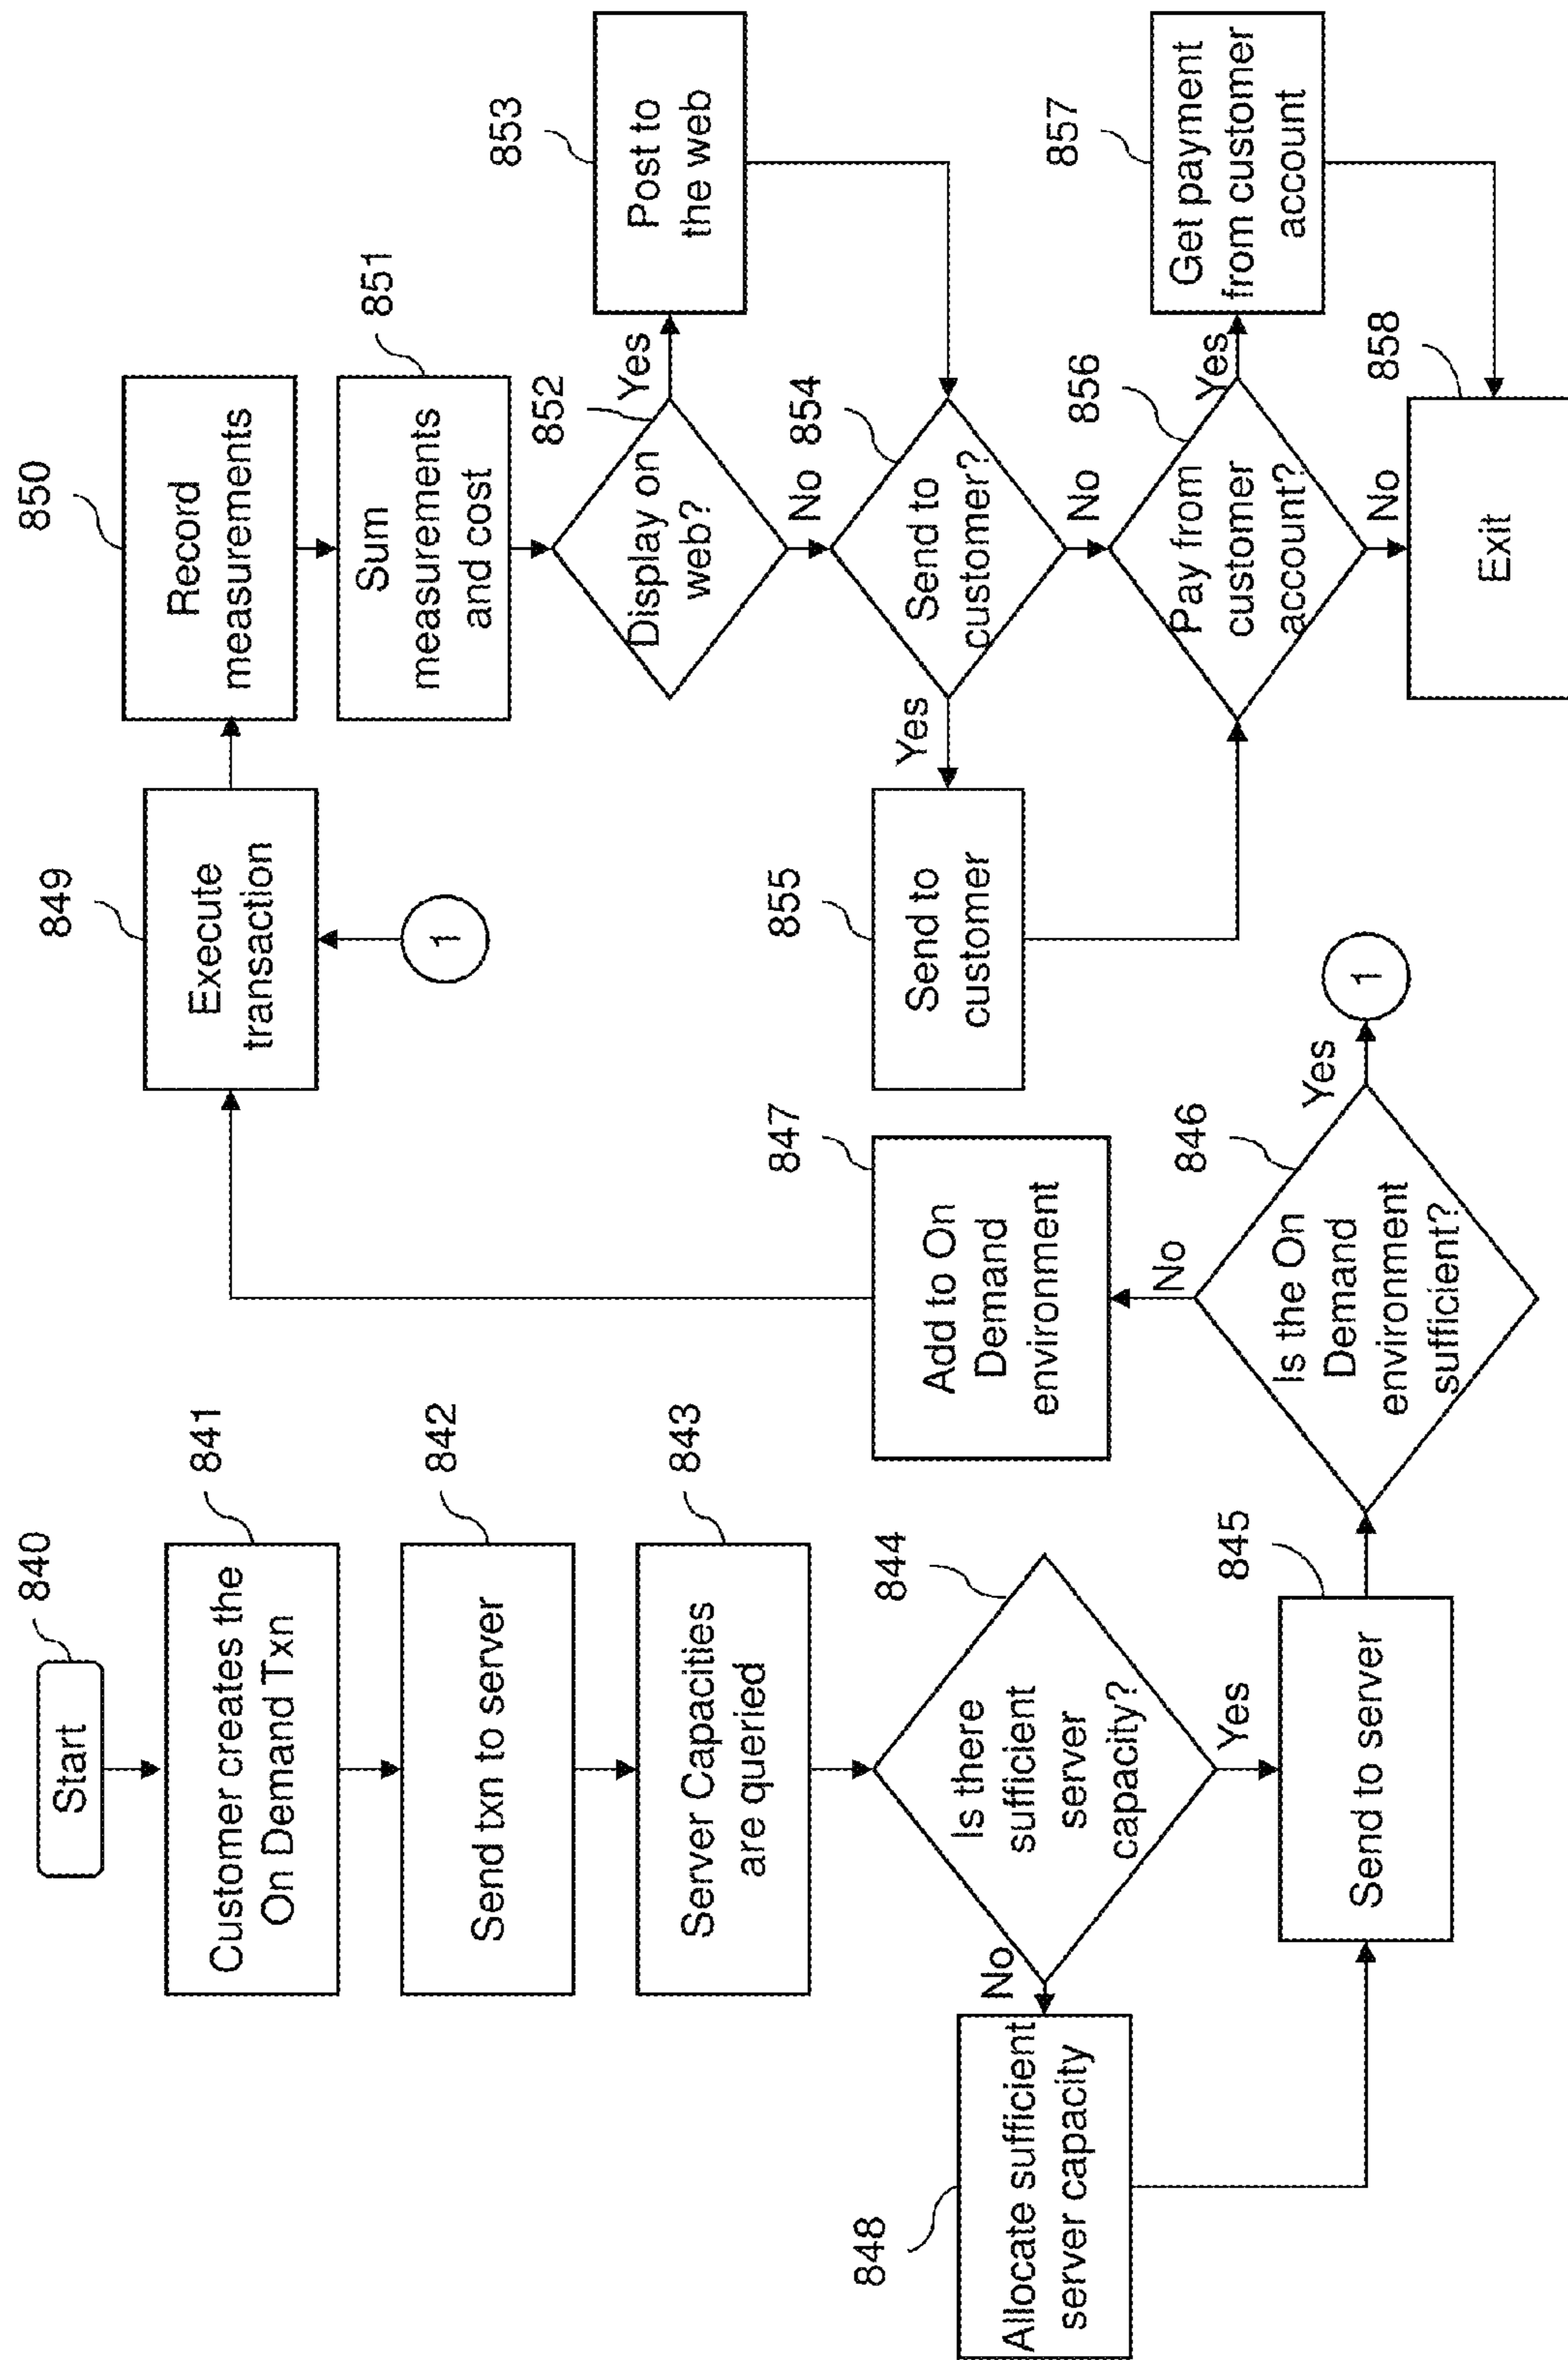 840
Start
841
Customer creates the
On Demand Txn
842
Send txn to server
843
Server Capacities
are queried
844
Is there
sufficient
server
capacity?
No
Yes
848
Allocate sufficient
server capacity
845
Send to server
846
Is the On
Demand
environment
sufficient?
No
Yes
1
847
Add to On
Demand
environment
849
Execute
transaction
1
850
Record
measurements
851
Sum
measurements
and cost
852
Display on
web?
Yes
No
853
Post to
the web
854
Send to
customer?
Yes
No
855
Send to
customer
856
Pay from
customer
account?
Yes
No
857
Get payment
from customer
account
858
Exit